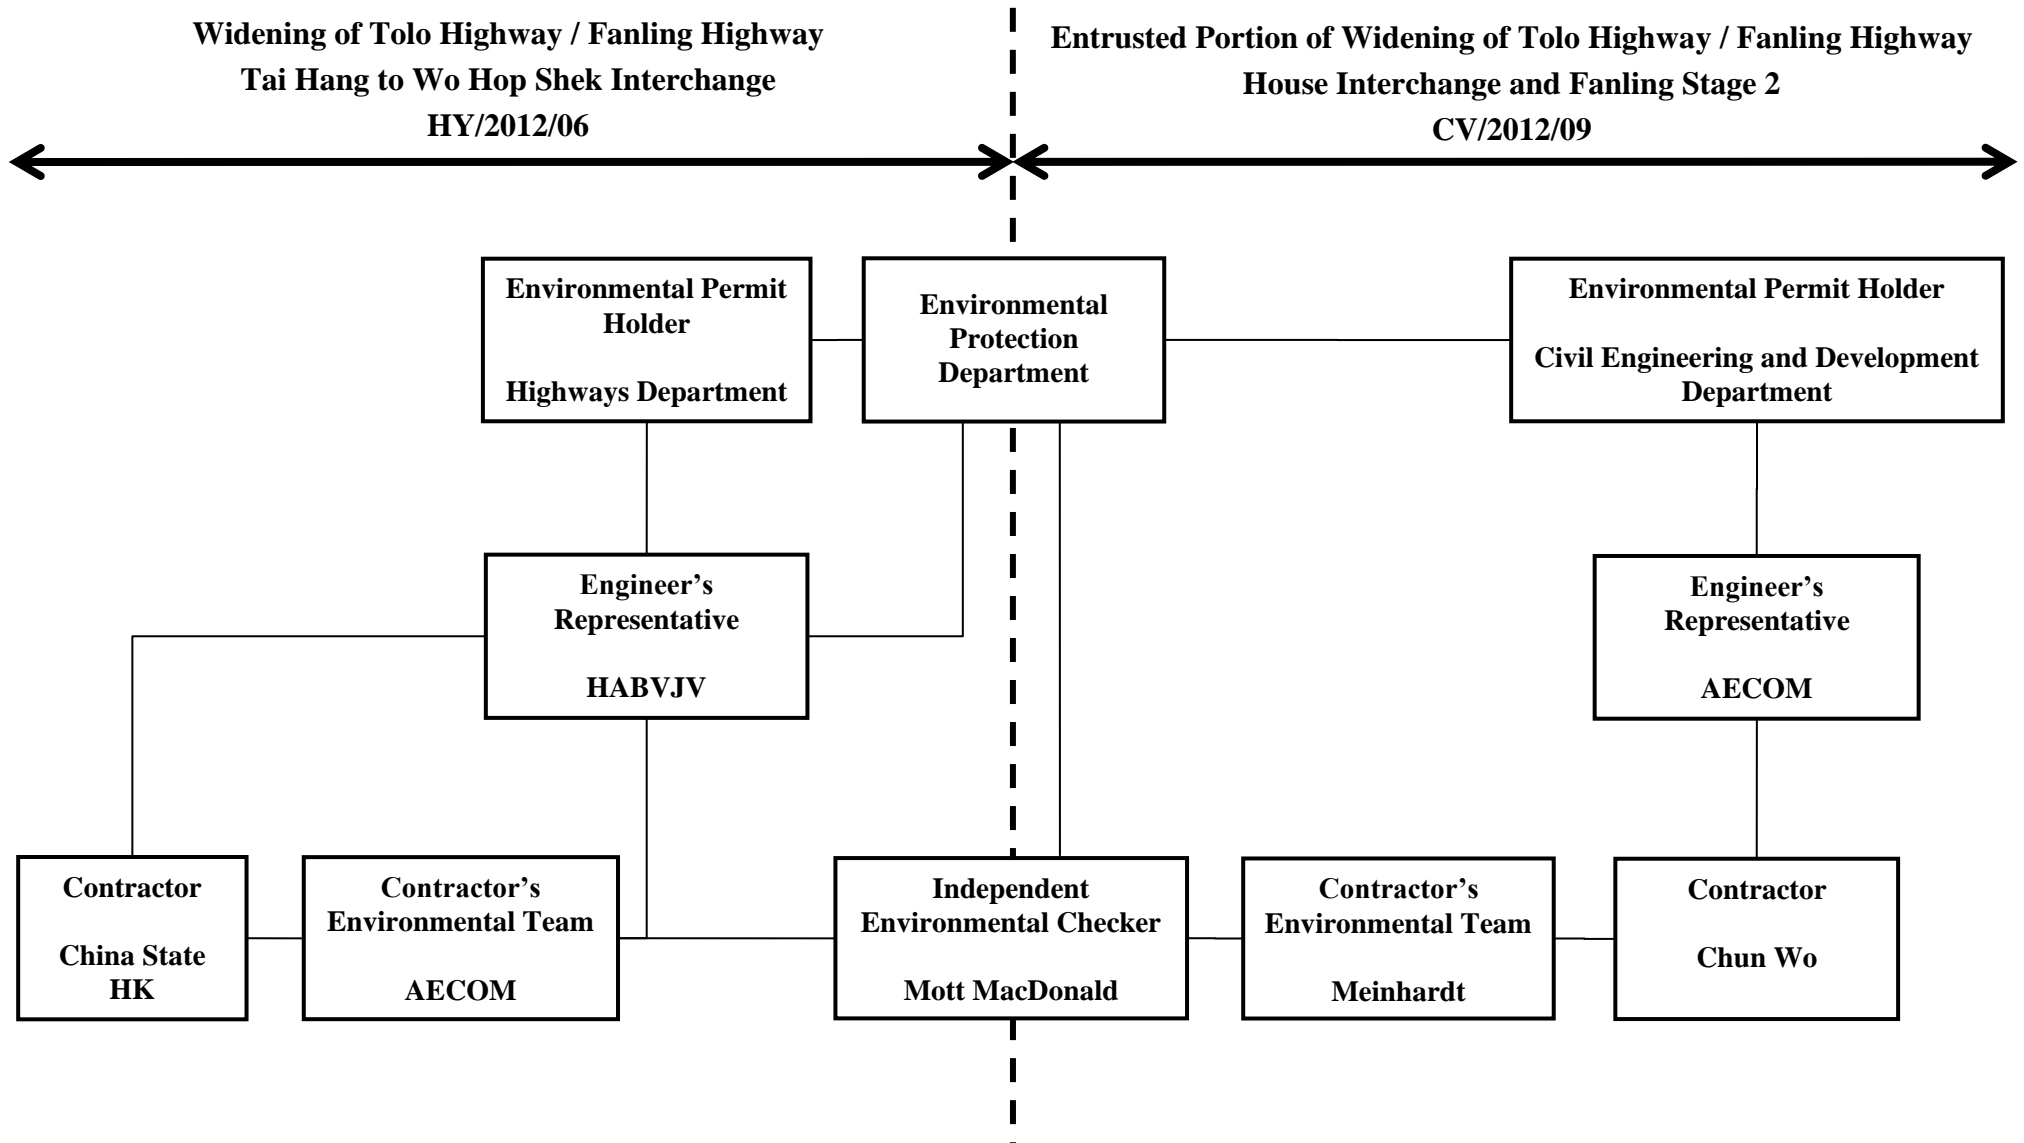 Widening of Tolo Highway / Fanling Highway
Tai Hang to Wo Hop Shek Interchange
HY/2012/06
Entrusted Portion of Widening of Tolo Highway / Fanling Highway
House Interchange and Fanling Stage 2
CV/2012/09
Environmental Permit
Holder
Highways Department
Environmental
Protection
Department
Environmental Permit Holder
Civil Engineering and Development
Department
Engineer’s
Representative
HABVJV
Engineer’s
Representative
AECOM
Contractor
China State
HK
Contractor’s
Environmental Team
AECOM
Independent
Environmental Checker
Mott MacDonald
Contractor’s
Environmental Team
Meinhardt
Contractor
Chun Wo